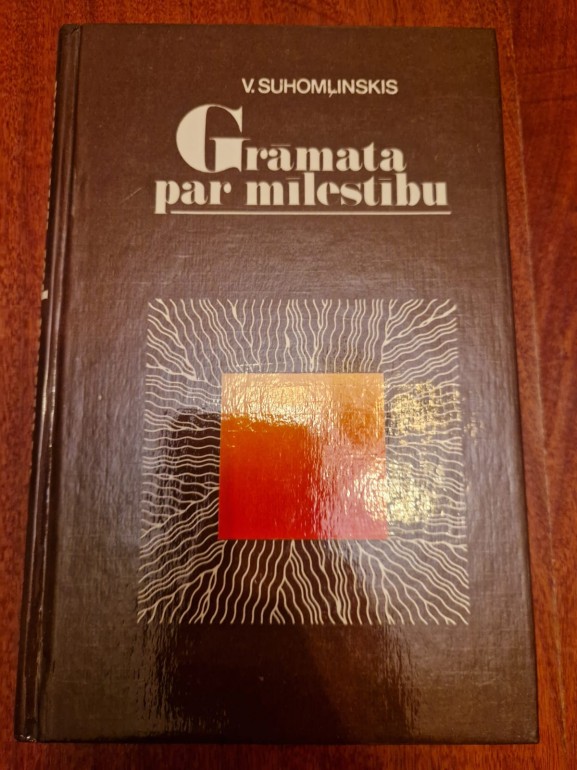 V. SUHOMĻINSKIS
Grāmata
par mīlestību